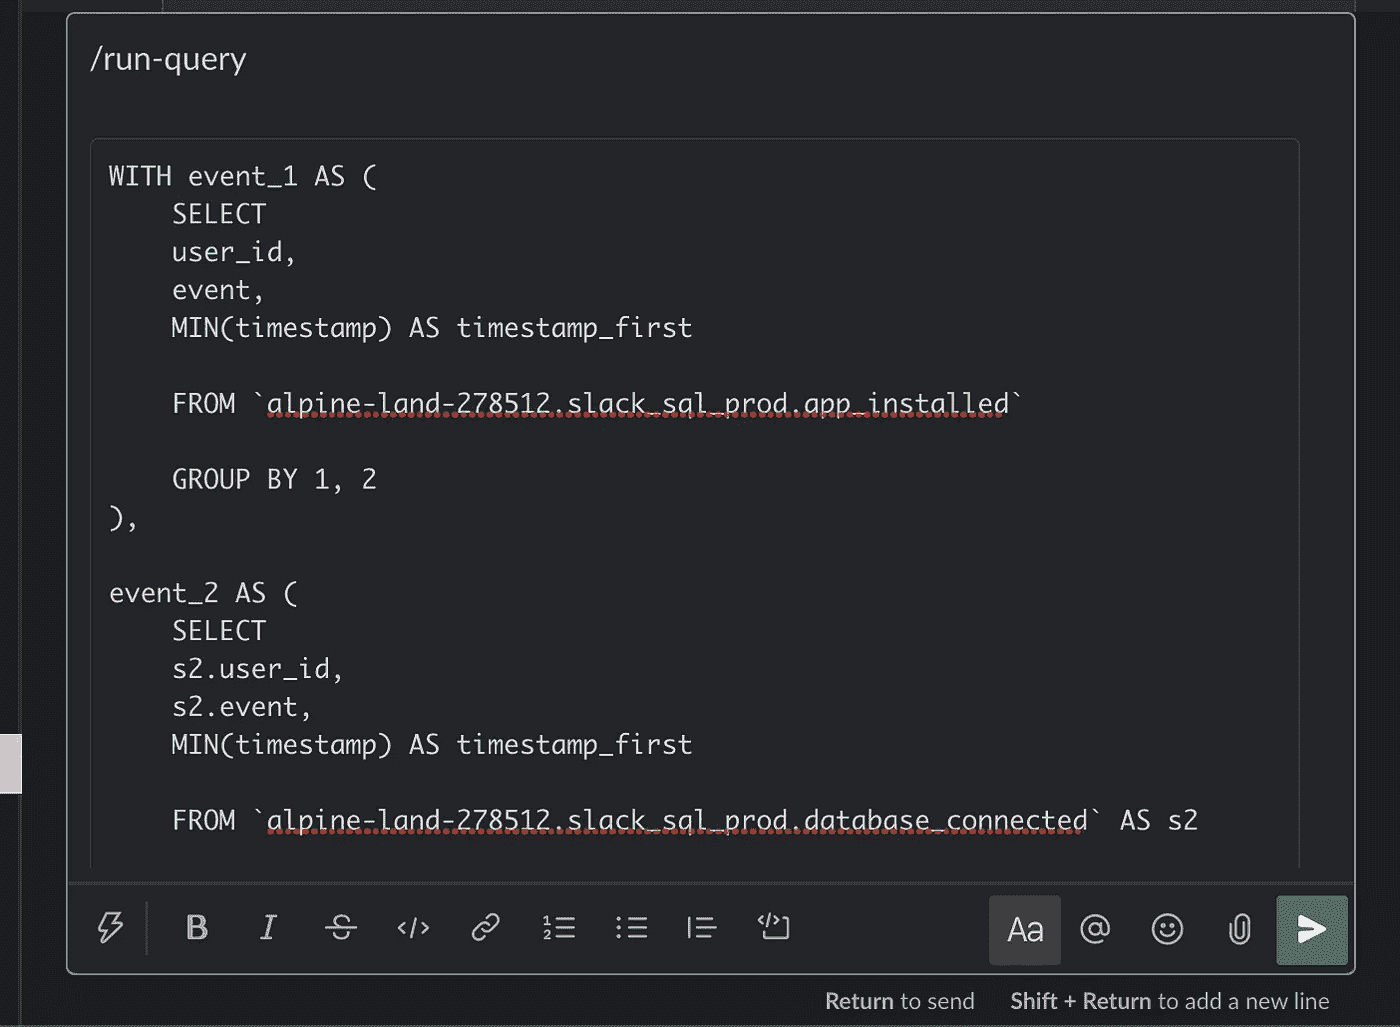 /run-query
WITH event_1 AS (
SELECT
user_id,
event,
MIN(timestamp) AS timestamp_first
FROM `alpine-land-278512.slack_sql_prod.app_installed`
GROUP BY 1, 2
),
event_2 AS (
SELECT
s2.user_id,
s2.event,
MIN(timestamp) AS timestamp_first
FROM `alpine-land-278512.slack_sql_prod.database_connected` AS s2
B I S </> Aa @
Return to send Shift + Return to add a new line